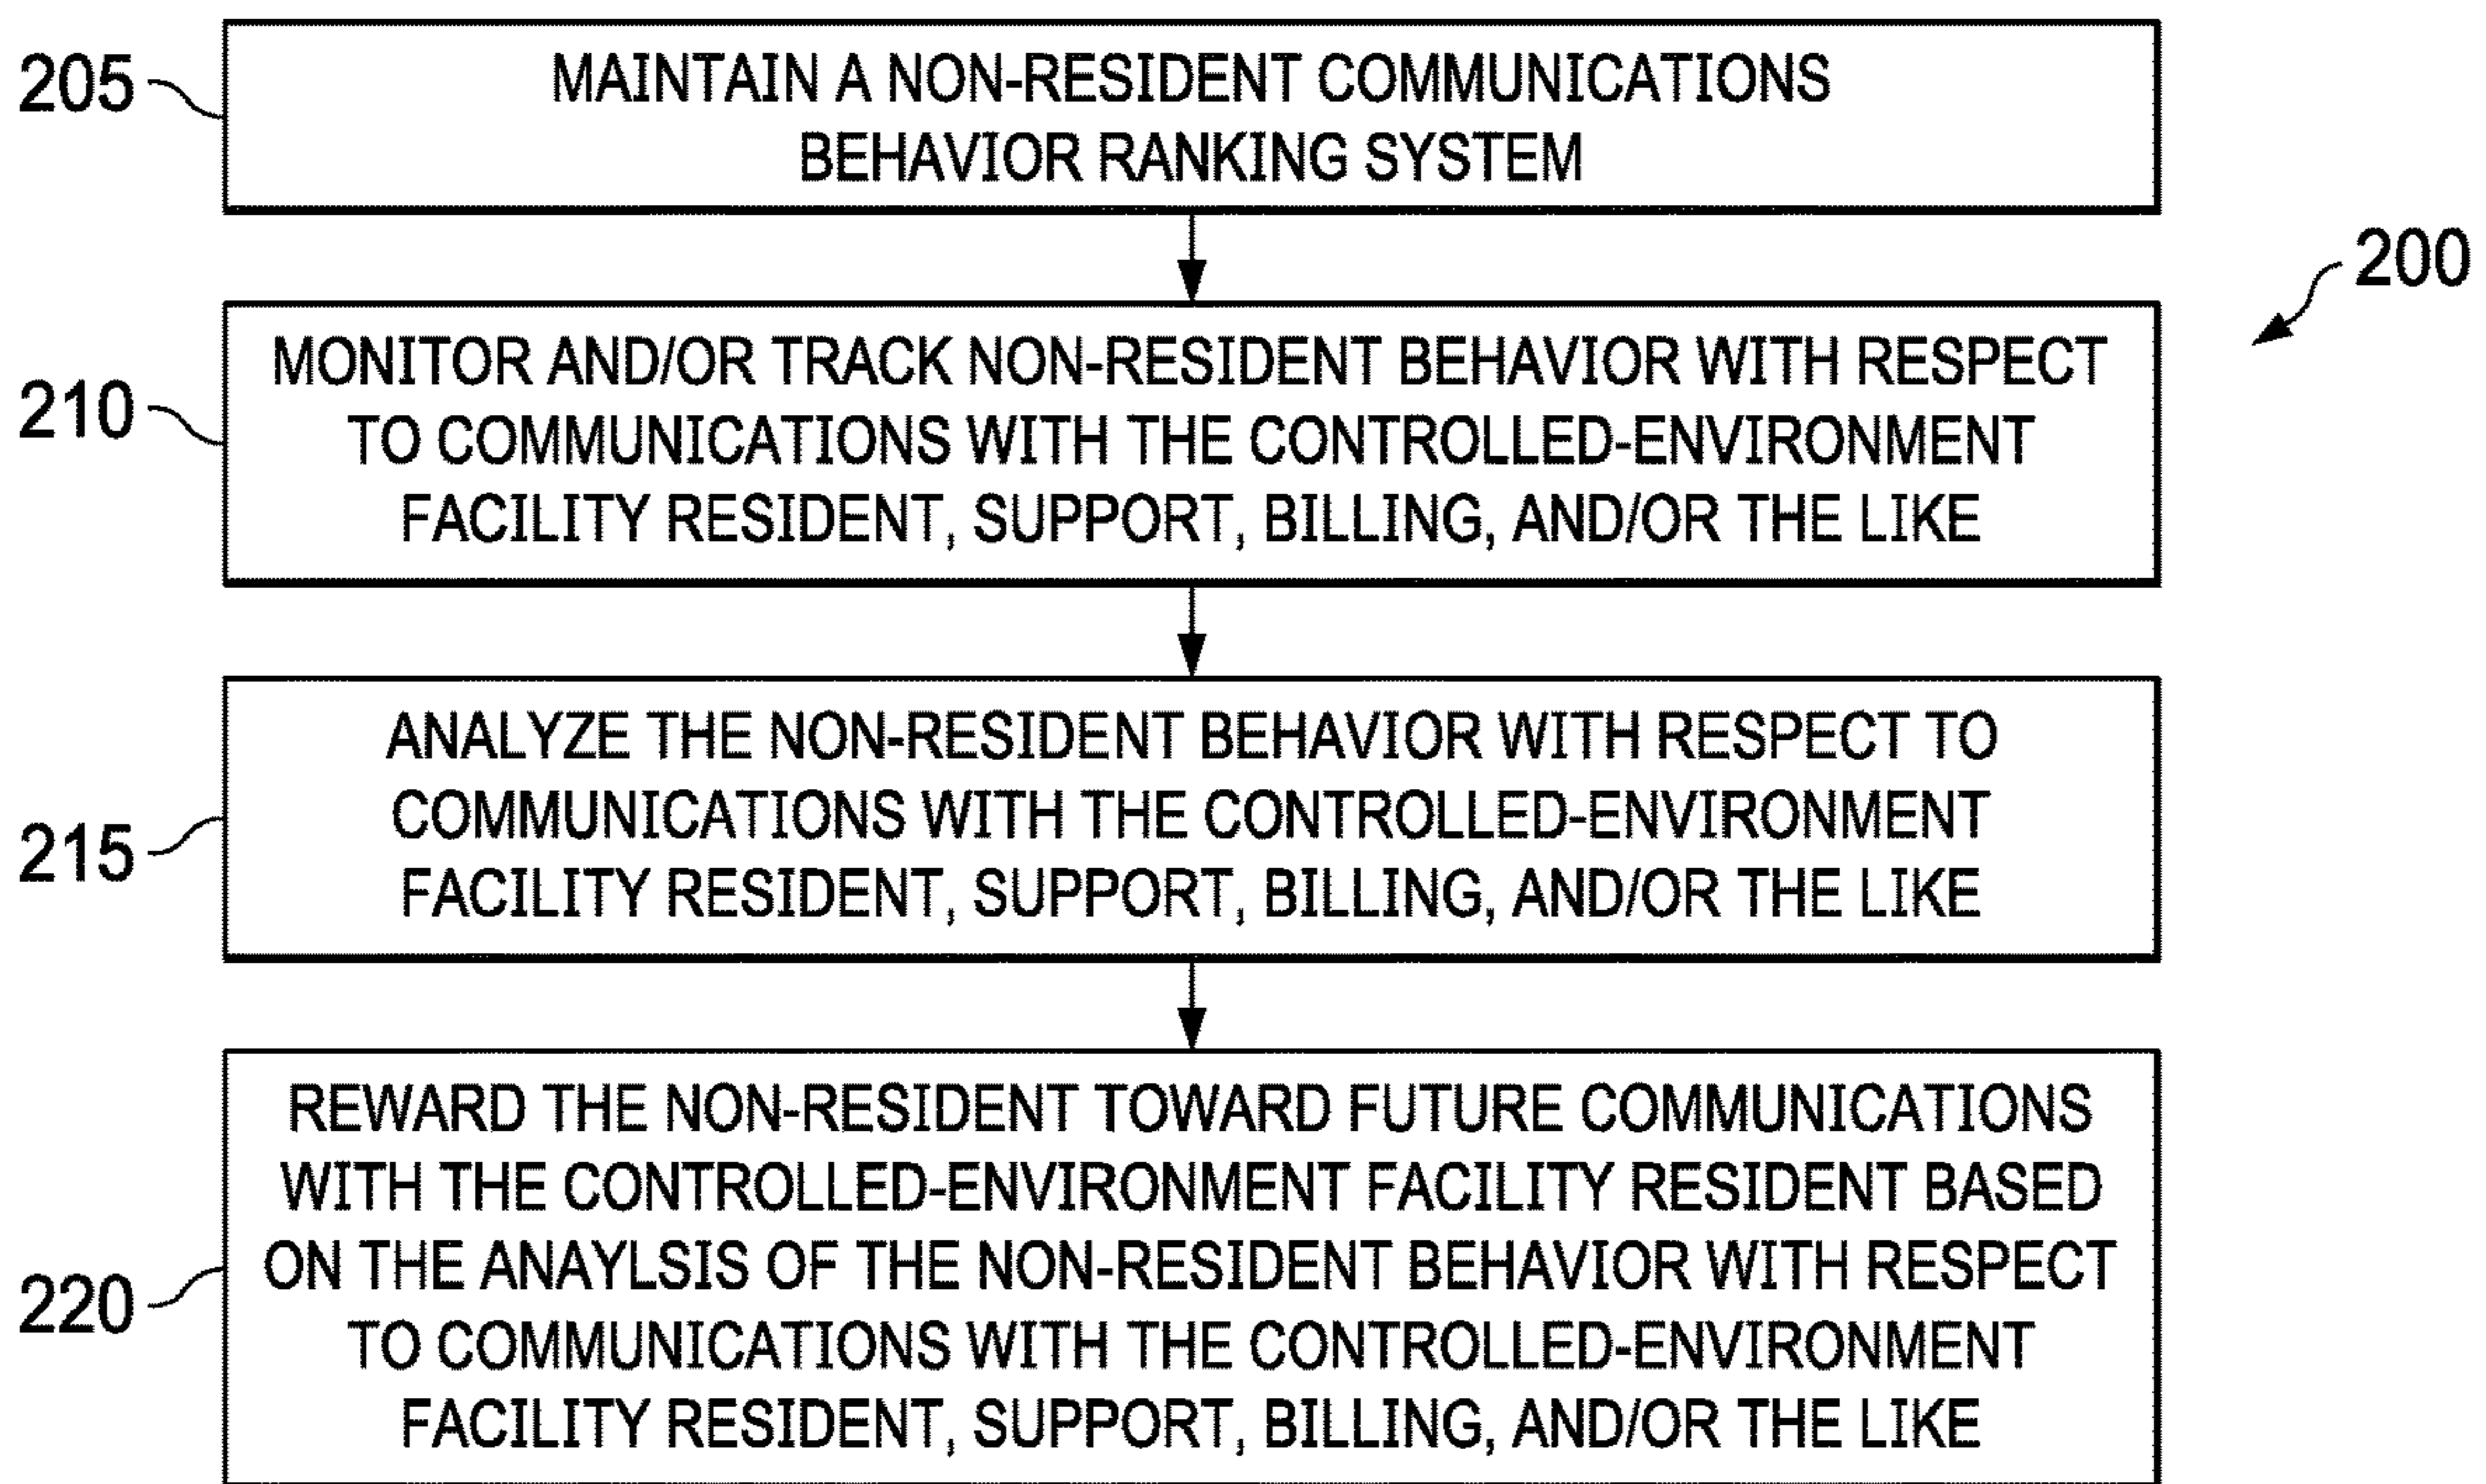 205
MAINTAIN A NON-RESIDENT COMMUNICATIONS
BEHAVIOR RANKING SYSTEM
200
210
MONITOR AND/OR TRACK NON-RESIDENT BEHAVIOR WITH RESPECT
TO COMMUNICATIONS WITH THE CONTROLLED-ENVIRONMENT
FACILITY RESIDENT, SUPPORT, BILLING, AND/OR THE LIKE
215
ANALYZE THE NON-RESIDENT BEHAVIOR WITH RESPECT TO
COMMUNICATIONS WITH THE CONTROLLED-ENVIRONMENT
FACILITY RESIDENT, SUPPORT, BILLING, AND/OR THE LIKE
220
REWARD THE NON-RESIDENT TOWARD FUTURE COMMUNICATIONS
WITH THE CONTROLLED-ENVIRONMENT FACILITY RESIDENT BASED
ON THE ANAYLSIS OF THE NON-RESIDENT BEHAVIOR WITH RESPECT
TO COMMUNICATIONS WITH THE CONTROLLED-ENVIRONMENT
FACILITY RESIDENT, SUPPORT, BILLING, AND/OR THE LIKE